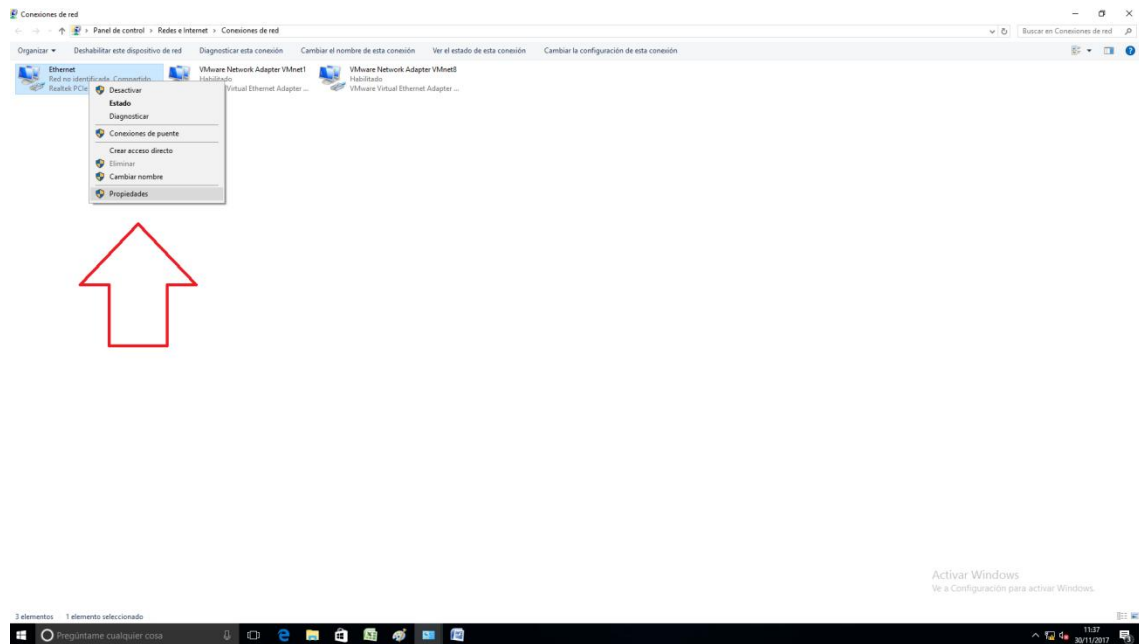 Conexiones de red
Panel de control > Redes e Internet > Conexiones de red
Buscar en Conexiones de red
Organizar Deshabilitar este dispositivo de red Diagnosticar esta conexión Cambiar el nombre de esta conexión Ver el estado de esta conexión Cambiar la configuración de esta conexión
Ethernet
Red no identificada, Compartido
Realtek PCIe
VMware Network Adapter VMnet1
Habilitado
Virtual Ethernet Adapter ...
VMware Network Adapter VMnet8
Habilitado
VMware Virtual Ethernet Adapter ...
Desactivar
Estado
Diagnosticar
Conexiones de puente
Crear acceso directo
Eliminar
Cambiar nombre
Propiedades
Activar Windows
Ve a Configuración para activar Windows.
3 elementos 1 elemento seleccionado
Pregúntame cualquier cosa
11:37
30/11/2017